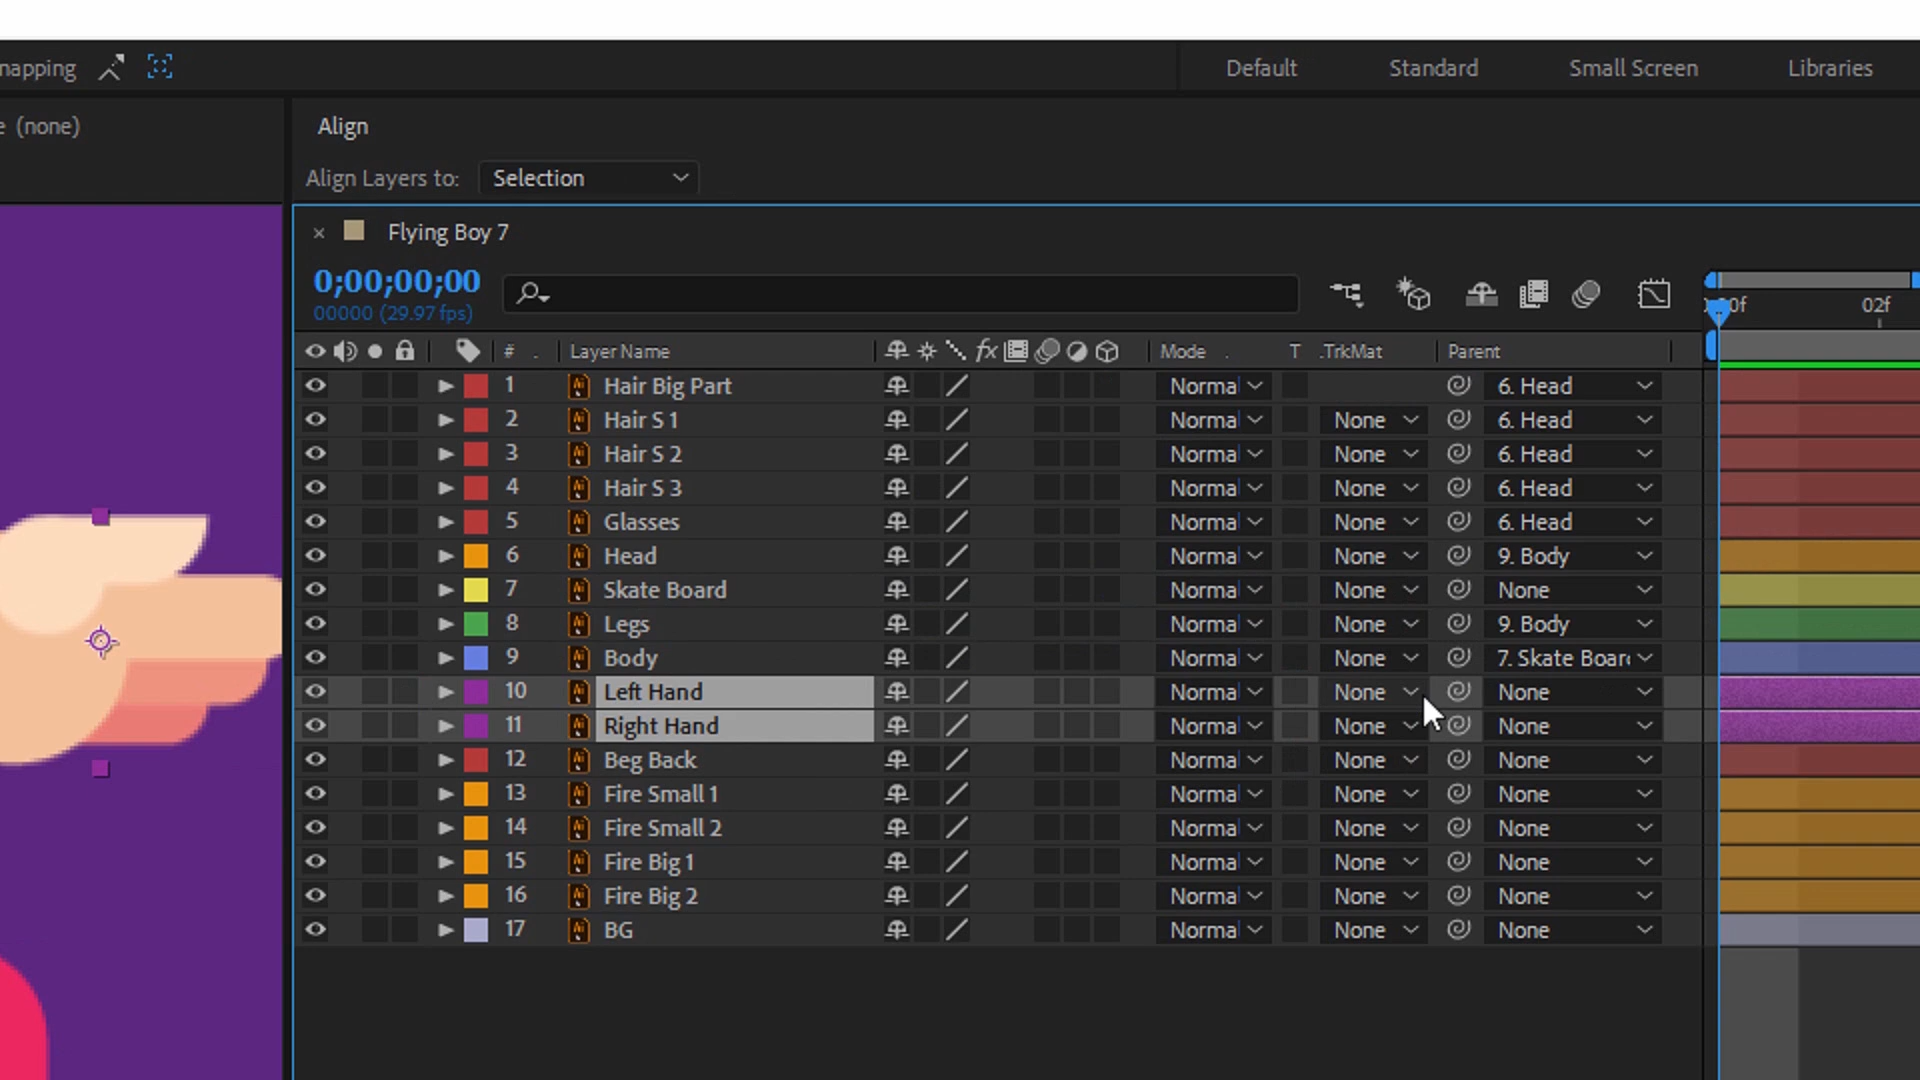 napping Default Standard Small Screen Libraries
e (none) Align
Align Layers to: Selection
× Flying Boy 7
0;00;00;00
00000 (29.97 fps)
00f 02f
# . Layer Name fx Mode . T .TrkMat Parent
1 Hair Big Part Norma 6. Head
2 Hair S 1 Norma None 6. Head
3 Hair S 2 Norma None 6. Head
4 Hair S 3 Norma None 6. Head
5 Glasses Norma None 6. Head
6 Head Norma None 9. Body
7 Skate Board Norma None None
8 Legs Norma None 9. Body
9 Body Norma None 7. Skate Boar
10 Left Hand Norma None None
11 Right Hand Norma None None
12 Beg Back Norma None None
13 Fire Small 1 Norma None None
14 Fire Small 2 Norma None None
15 Fire Big 1 Norma None None
16 Fire Big 2 Norma None None
17 BG Norma None None